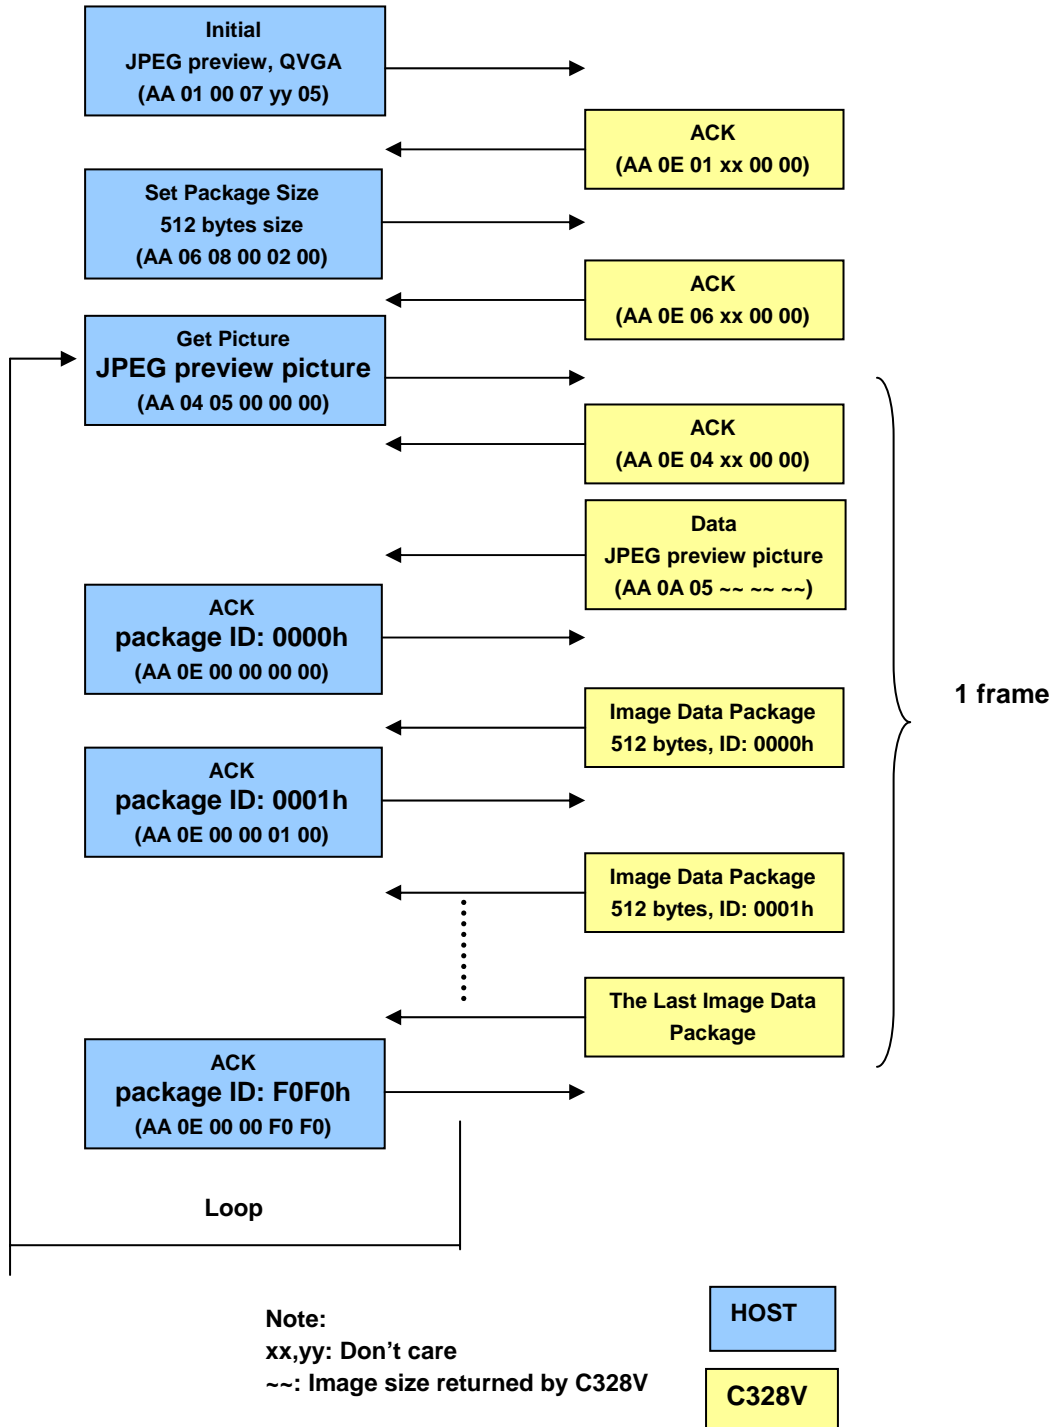 Initial
JPEG preview, QVGA
(AA 01 00 07 yy 05)
ACK
(AA 0E 01 xx 00 00)
Set Package Size
512 bytes size
(AA 06 08 00 02 00)
ACK
(AA 0E 06 xx 00 00)
Get Picture
JPEG preview picture
(AA 04 05 00 00 00)
ACK
(AA 0E 04 xx 00 00)
Data
JPEG preview picture
(AA 0A 05 ~~ ~~ ~~)
ACK
package ID: 0000h
(AA 0E 00 00 00 00)
1 frame
Image Data Package
512 bytes, ID: 0000h
ACK
package ID: 0001h
(AA 0E 00 00 01 00)
Image Data Package
512 bytes, ID: 0001h
The Last Image Data
Package
ACK
package ID: F0F0h
(AA 0E 00 00 F0 F0)
Loop
Note:
xx,yy: Don’t care
~~: Image size returned by C328V
HOST
C328V